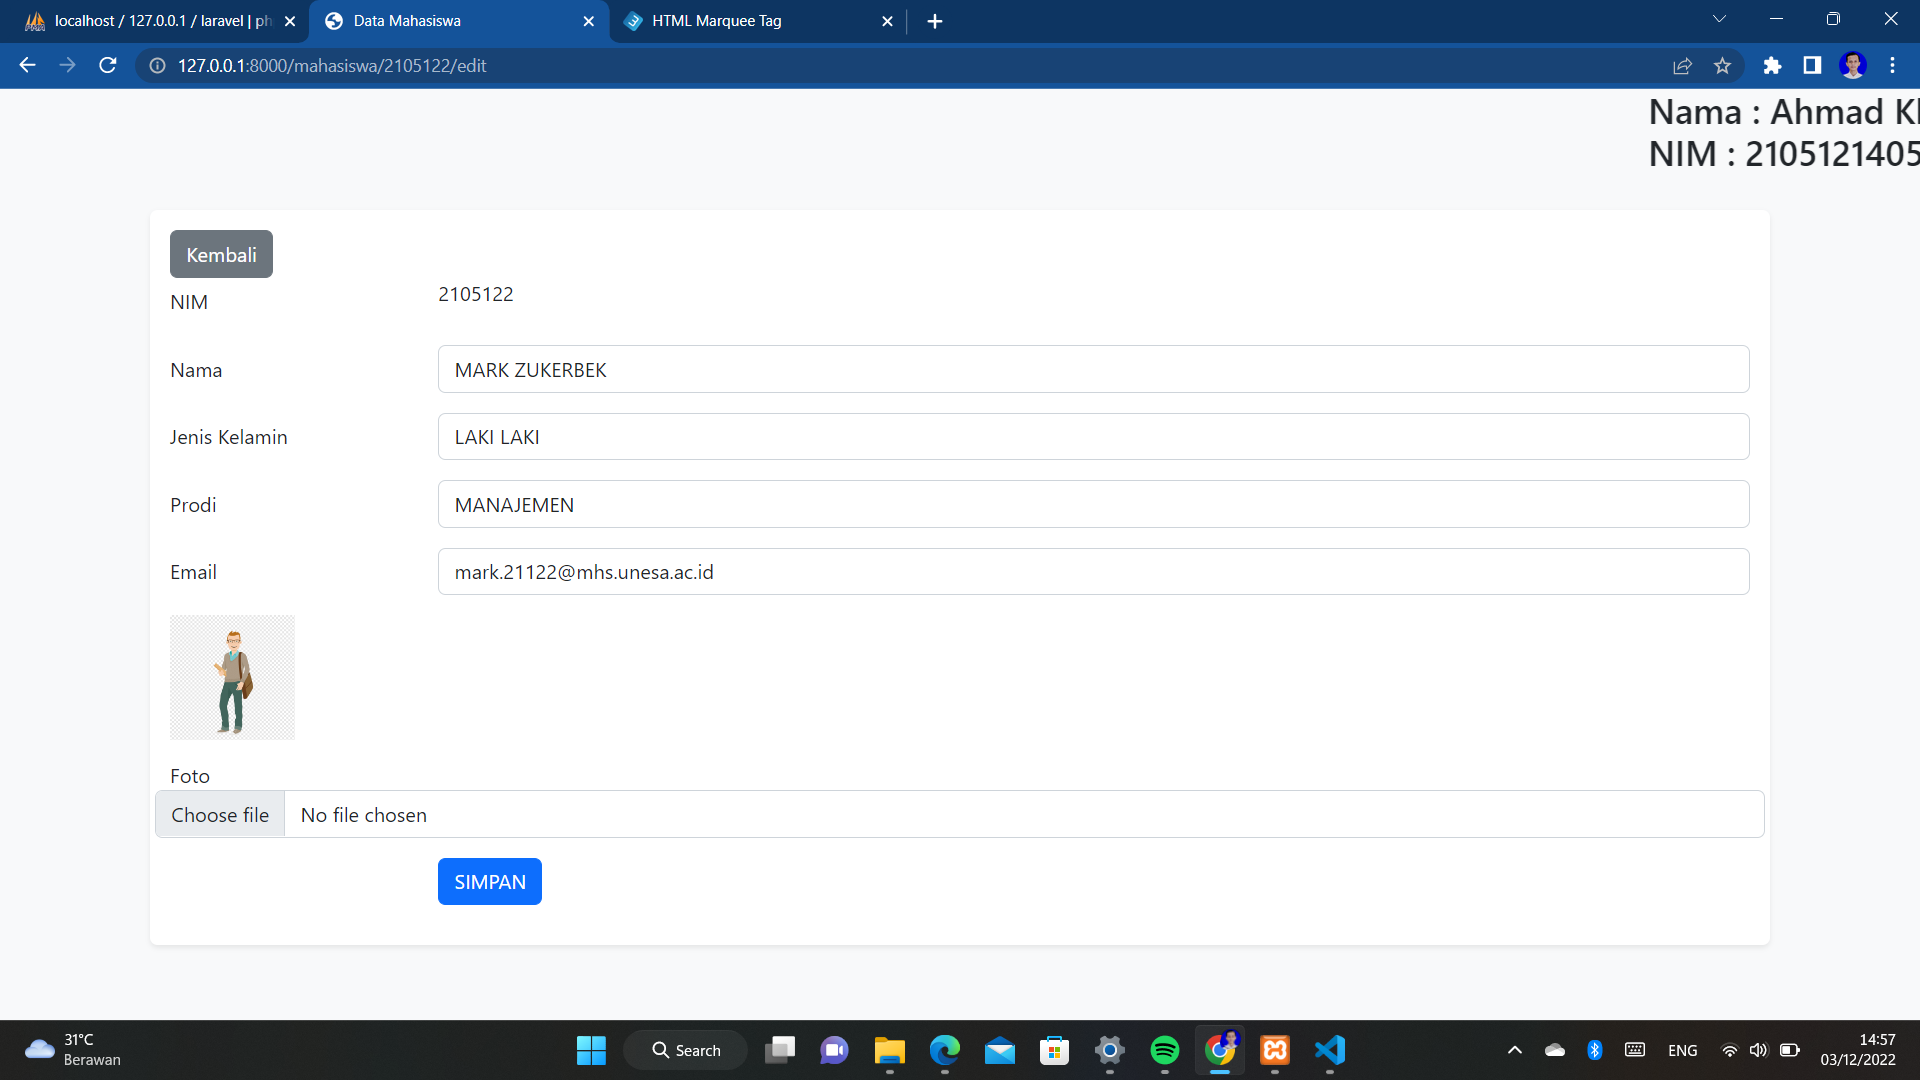 localhost / 127.0.0.1 / laravel | ph
Data Mahasiswa
HTML Marquee Tag
127.0.0.1:8000/mahasiswa/2105122/edit
Nama : Ahmad
NIM : 2105121405
Kembali
NIM
2105122
Nama
MARK ZUKERBEK
Jenis Kelamin
LAKI LAKI
Prodi
MANAJEMEN
Email
mark.21122@mhs.unesa.ac.id
Foto
Choose file
No file chosen
SIMPAN
31°C
Berawan
Search
ENG
14:57
03/12/2022